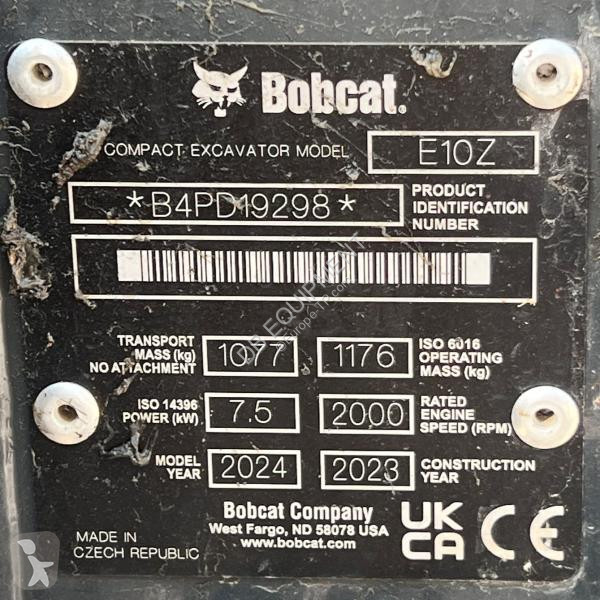 Bobcat.
COMPACT EXCAVATOR MODEL E10Z
*B4PD19298* PRODUCT IDENTIFICATION NUMBER
TRANSPORT MASS (kg) NO ATTACHMENT 1077 1176 ISO 6016 OPERATING MASS (kg)
ISO 14396 POWER (kW) 7.5 2000 RATED ENGINE SPEED (RPM)
MODEL YEAR 2024 2023 CONSTRUCTION YEAR
Bobcat Company
West Fargo, ND 58078 USA
www.bobcat.com
MADE IN
CZECH REPUBLIC
UK
CA
CE